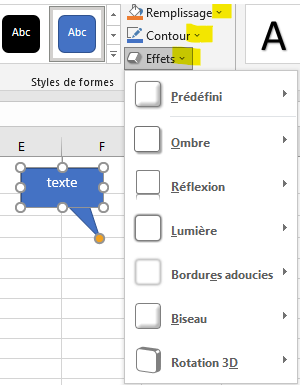 Abc
Abc
Remplissage
Contour
Effets
A
Styles de formes
E
F
texte
Prédéfini
Ombre
Réflexion
Lumière
Bordures adoucies
Biseau
Rotation 3D